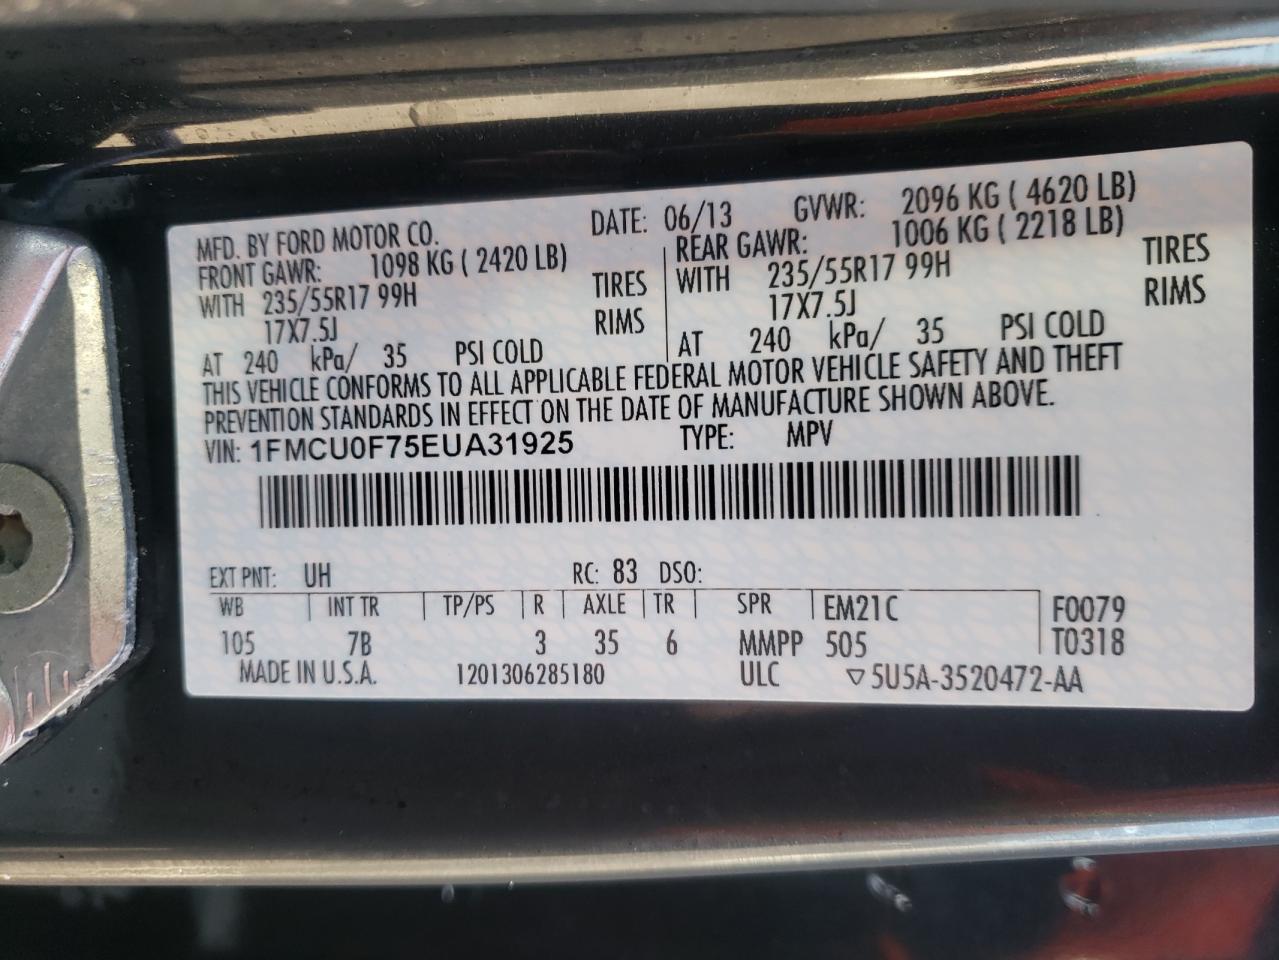 MFD. BY FORD MOTOR CO. DATE: 06/13 GVWR: 2096 KG ( 4620 LB)
FRONT GAWR: 1098 KG ( 2420 LB) REAR GAWR: 1006 KG ( 2218 LB)
WITH 235/55R17 99H TIRES WITH 235/55R17 99H TIRES
17X7.5J RIMS 17X7.5J RIMS
AT 240 kPa/ 35 PSI COLD AT 240 kPa/ 35 PSI COLD
THIS VEHICLE CONFORMS TO ALL APPLICABLE FEDERAL MOTOR VEHICLE SAFETY AND THEFT
PREVENTION STANDARDS IN EFFECT ON THE DATE OF MANUFACTURE SHOWN ABOVE.
VIN: 1FMCU0F75EUA31925 TYPE: MPV
EXT PNT: UH RC: 83 DSO:
WB INT TR TP/PS R AXLE TR SPR EM21C F0079
105 7B 3 35 6 MMPP 505 T0318
MADE IN U.S.A. 1201306285180 ULC ▽5U5A-3520472-AA